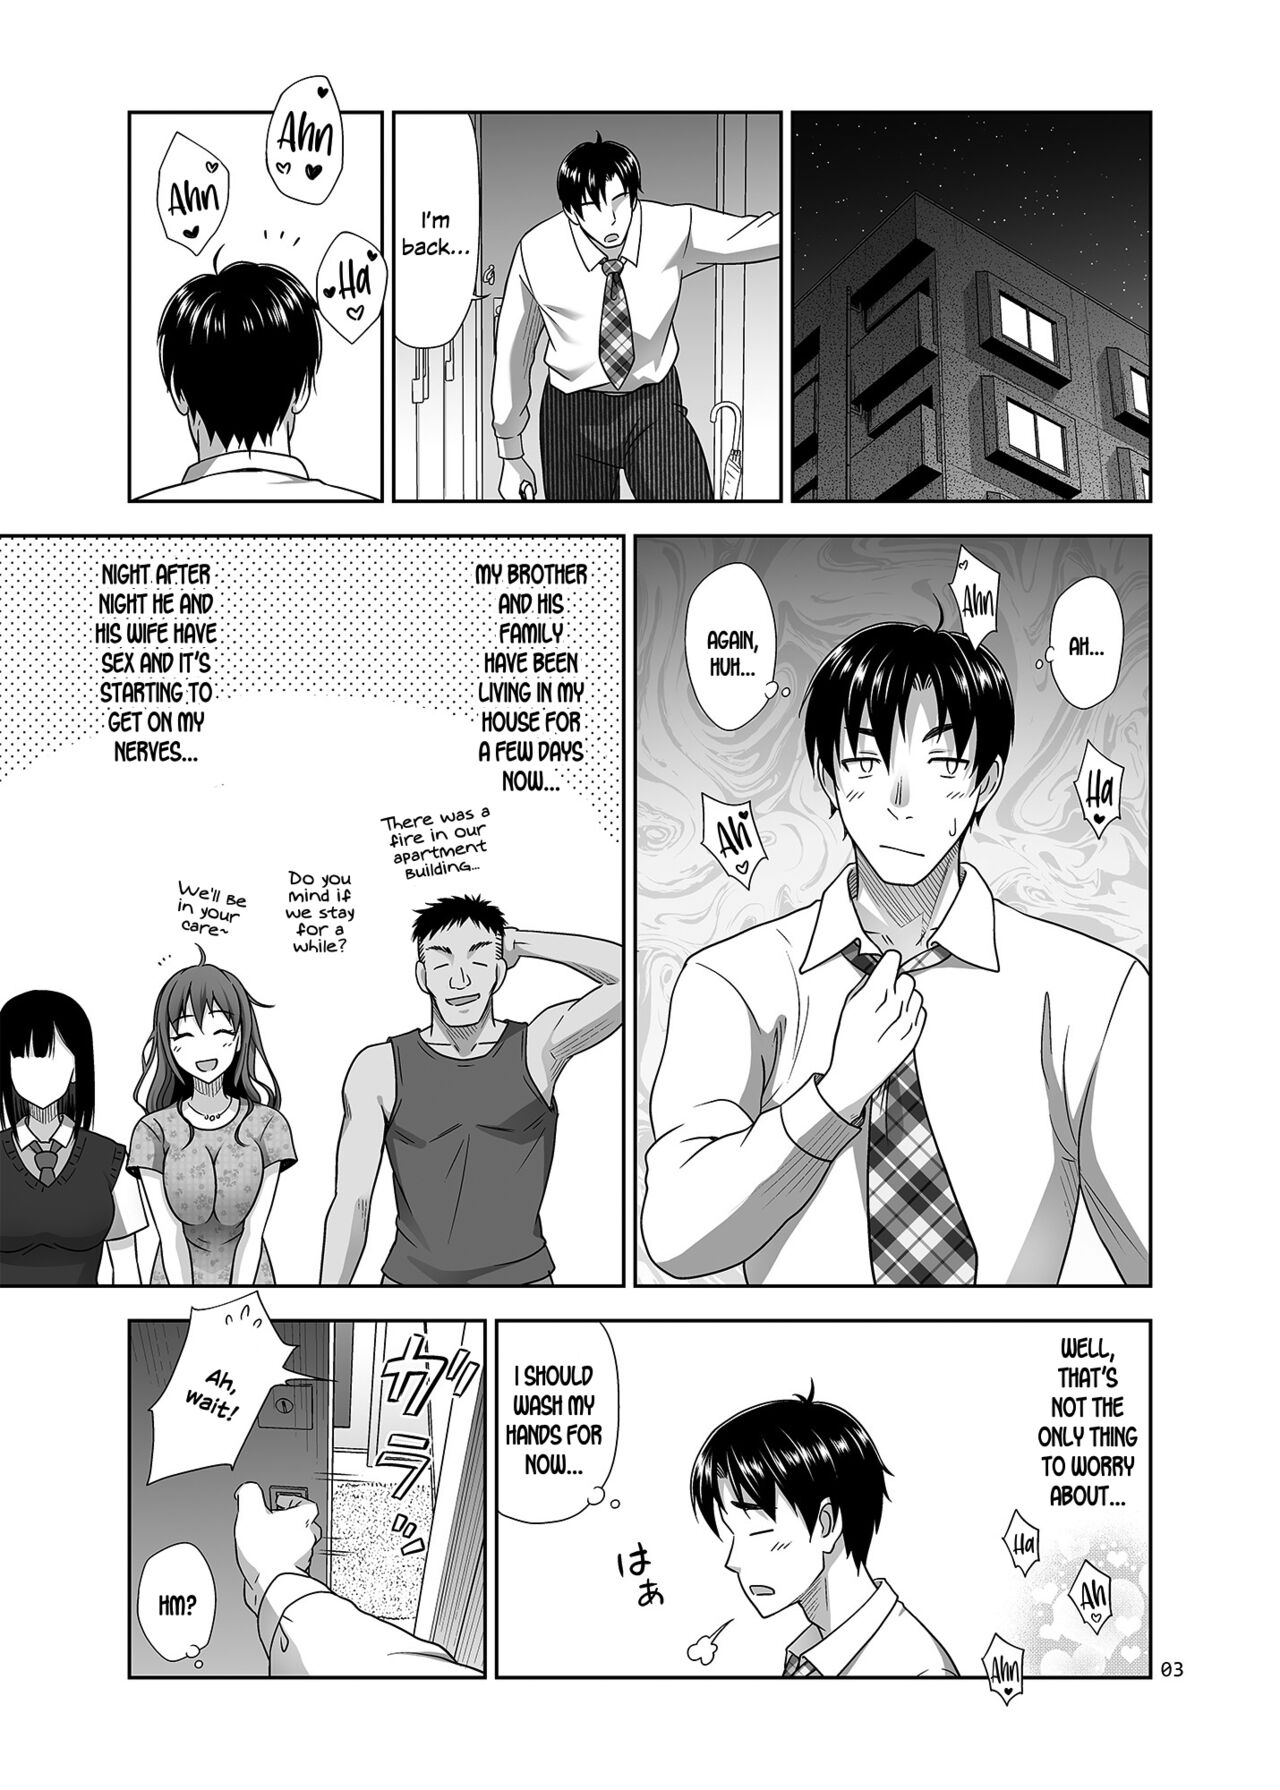 I'm
back...
Ahn
Ahn
Ha
AH...
AGAIN,
HUH...
Ahn
Ha
Ah
MY BROTHER
AND HIS
FAMILY
HAVE BEEN
LIVING IN MY
HOUSE FOR
A FEW DAYS
NOW...
NIGHT AFTER
NIGHT HE AND
HIS WIFE HAVE
SEX AND IT'S
STARTING TO
GET ON MY
NERVES...
There was a
fire in our
apartment
building...
Do you
mind if
we stay
for a
while?
We'll be
in your
care~
WELL,
THAT'S
NOT THE
ONLY THING
TO WORRY
ABOUT...
Ha
Ah
Ahn
I SHOULD
WASH MY
HANDS FOR
NOW...
はぁ
ガラッ
Ah,
wait!
HM?
03